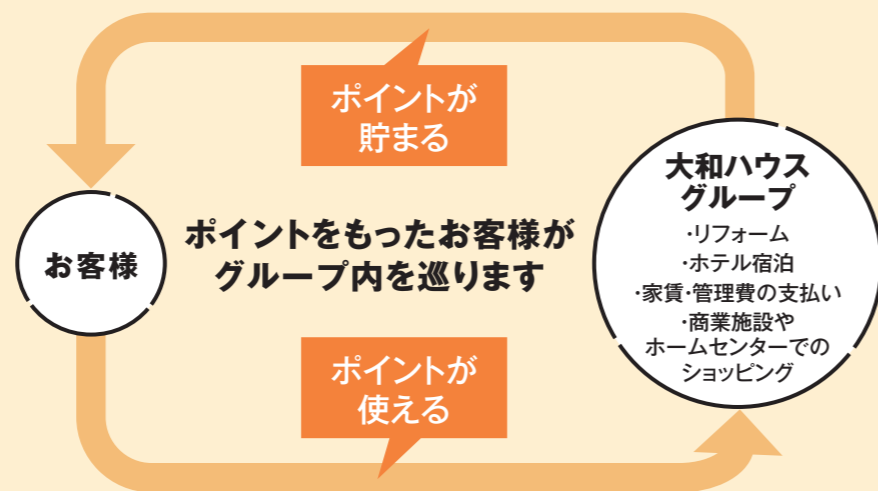 ポイントが
貯まる
お客様
ポイントをもったお客様が
グループ内を巡ります
大和ハウス
グループ
・リフォーム
・ホテル宿泊
・家賃・管理費の支払い
・商業施設や
ホームセンターでの
ショッピング
ポイントが
使える